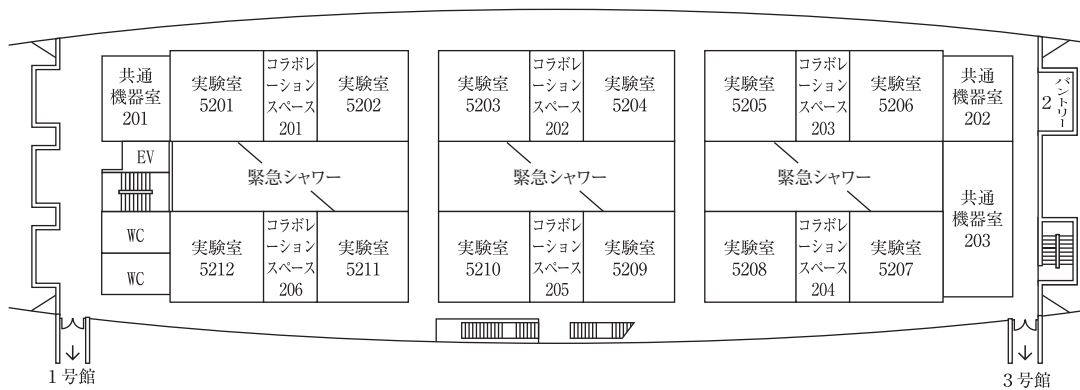 共通
機器室
201
実験室
5201
コラボレ
ーション
スペース
201
実験室
5202
実験室
5203
コラボレ
ーション
スペース
202
実験室
5204
実験室
5205
コラボレ
ーション
スペース
203
実験室
5206
共通
機器室
202
パントリー
2
EV
緊急シャワー
緊急シャワー
緊急シャワー
共通
機器室
203
WC
WC
実験室
5212
コラボレ
ーション
スペース
206
実験室
5211
実験室
5210
コラボレ
ーション
スペース
205
実験室
5209
実験室
5208
コラボレ
ーション
スペース
204
実験室
5207
1号館
3号館